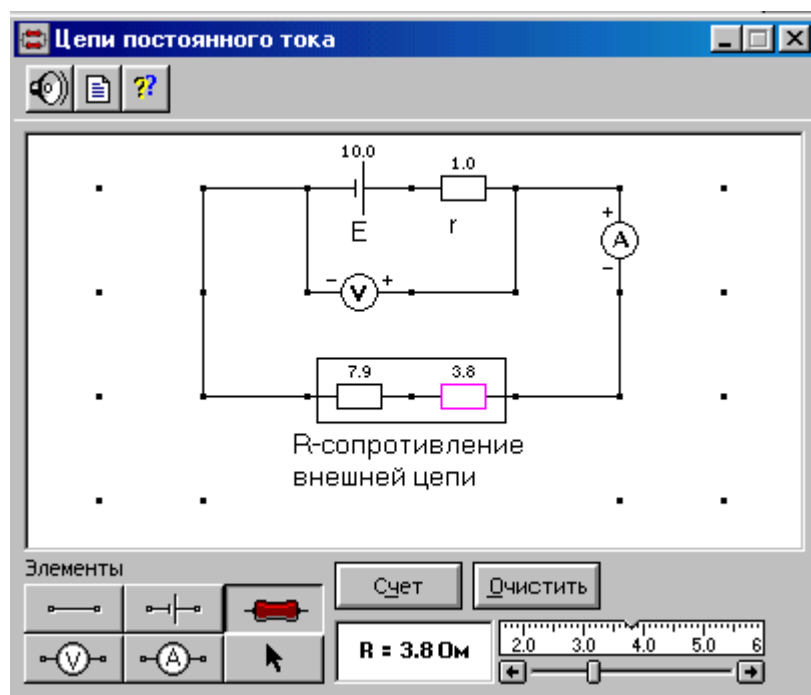 Цепи постоянного тока
??
10.0
1.0
E
r
+
A
−
− V +
7.9 3.8
R-сопротивление
внешней цепи
Элементы
Счет Очистить
V A
R = 3.8 Ом
2.0 3.0 4.0 5.0 6